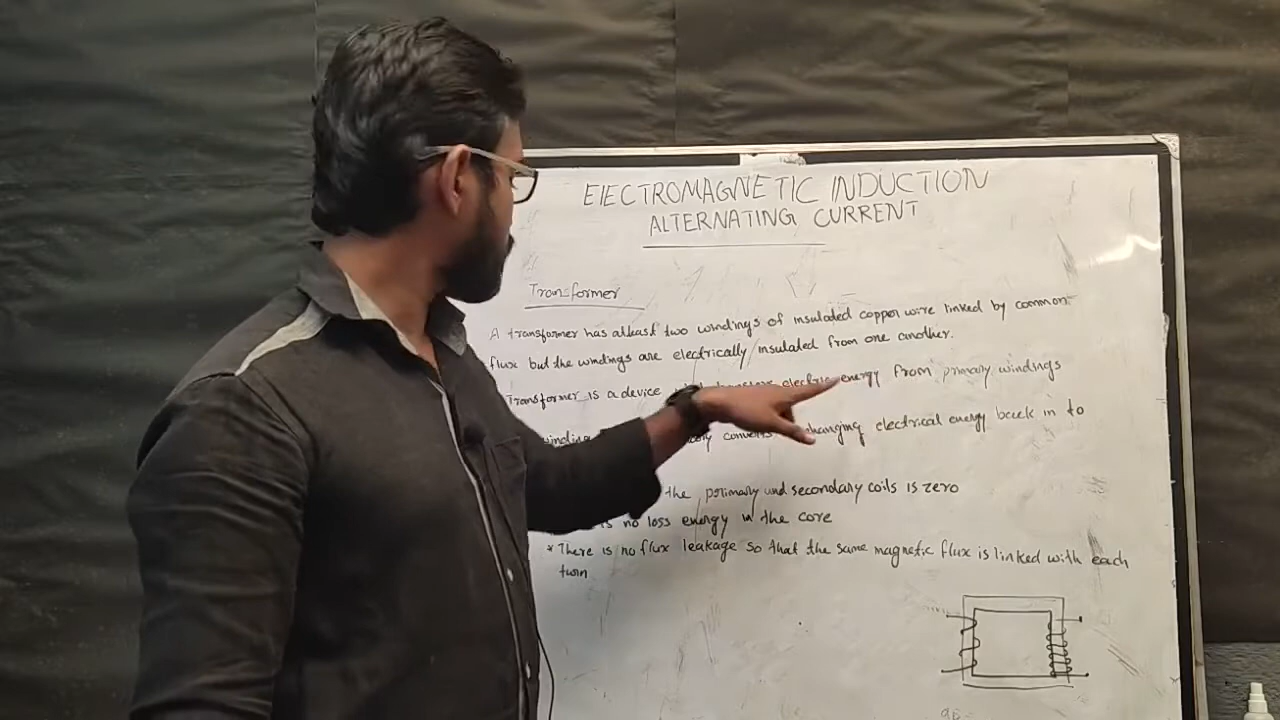 ElECTROMAGNETIC INDUCTION
ALTERNATING CURRENT
Transformer
A transformer has atleast two windings of insulated copper wire linked by common
flux but the windings are electrically insulated from one another.
Transformer is a device electric energy from primary windings
winding converts changing electrical energy back in to
the primary and secondary coils is zero
is no loss energy in the core
* There is no flux leakage so that the same magnetic flux is linked with each
turn